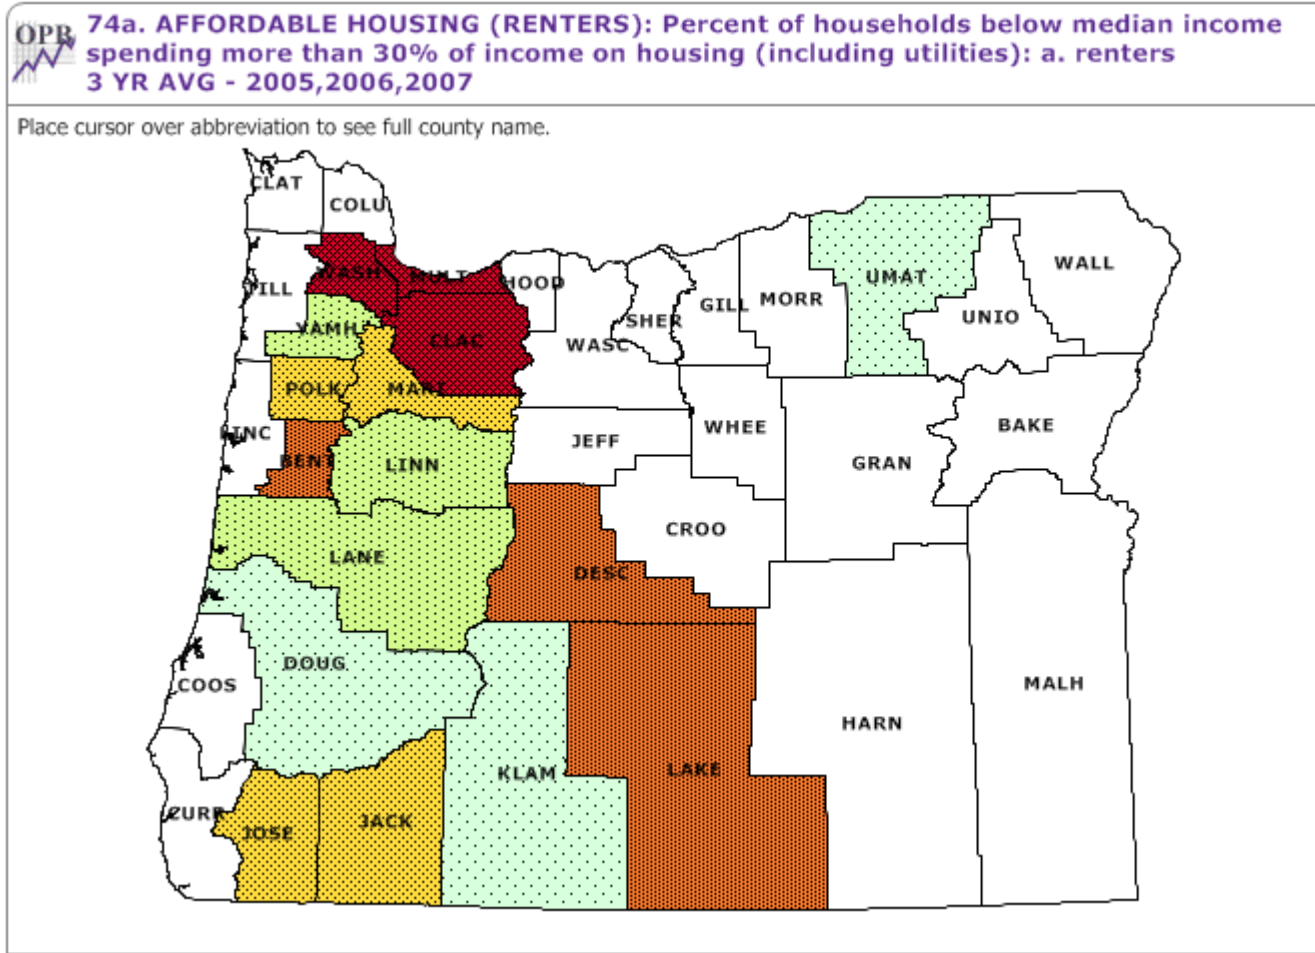 OPB
74a. AFFORDABLE HOUSING (RENTERS): Percent of households below median income
spending more than 30% of income on housing (including utilities): a. renters
3 YR AVG - 2005,2006,2007
Place cursor over abbreviation to see full county name.
CLAT
COLU
WASH
MULT
HOOD
TILL
YAMH
CLAC
SHER
GILL
MORR
UMAT
WALL
UNIO
WASC
POLK
MARI
LINC
BENT
LINN
JEFF
WHEE
GRAN
BAKE
LANE
DESC
CROO
DOUG
COOS
KLAM
LAKE
HARN
MALH
CURR
JOSE
JACK